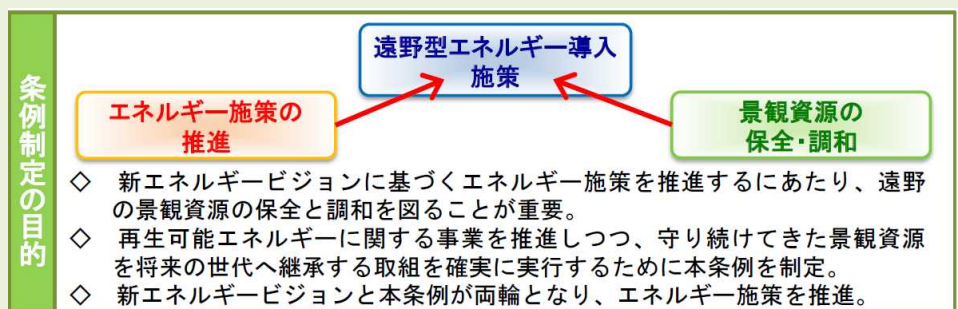 条例制定の目的
遠野型エネルギー導入
施策
エネルギー施策の
推進
景観資源の
保全・調和
◇ 新エネルギービジョンに基づくエネルギー施策を推進するにあたり、遠野
の景観資源の保全と調和を図ることが重要。
◇ 再生可能エネルギーに関する事業を推進しつつ、守り続けてきた景観資源
を将来の世代へ継承する取組を確実に実行するために本条例を制定。
◇ 新エネルギービジョンと本条例が両輪となり、エネルギー施策を推進。